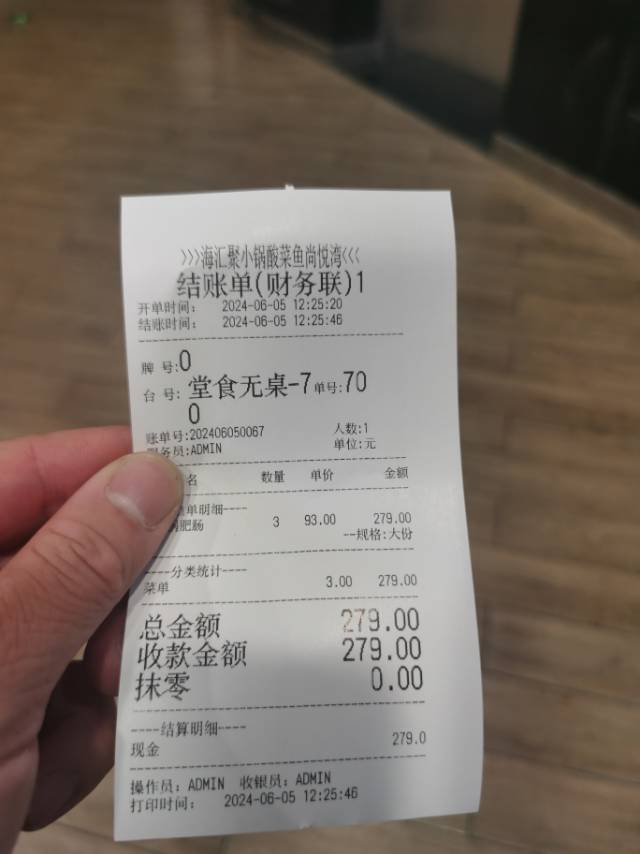 >>>海汇聚小锅酸菜鱼尚悦湾<<<
结账单(财务联)1
开单时间: 2024-06-05 12:25:20
结账时间: 2024-06-05 12:25:46
牌 号:0
台 号: 堂食无桌-7 单号:70
0
账单号:202406050067 人数:1
务员:ADMIN 单位:元
名 数量 单价 金额
单明细----
肥肠 3 93.00 279.00
--规格:大份
----分类统计----
菜单 3.00 279.00
总金额 279.00
收款金额 279.00
抹零 0.00
----结算明细----
现金 279.0
操作员: ADMIN 收银员: ADMIN
打印时间: 2024-06-05 12:25:46